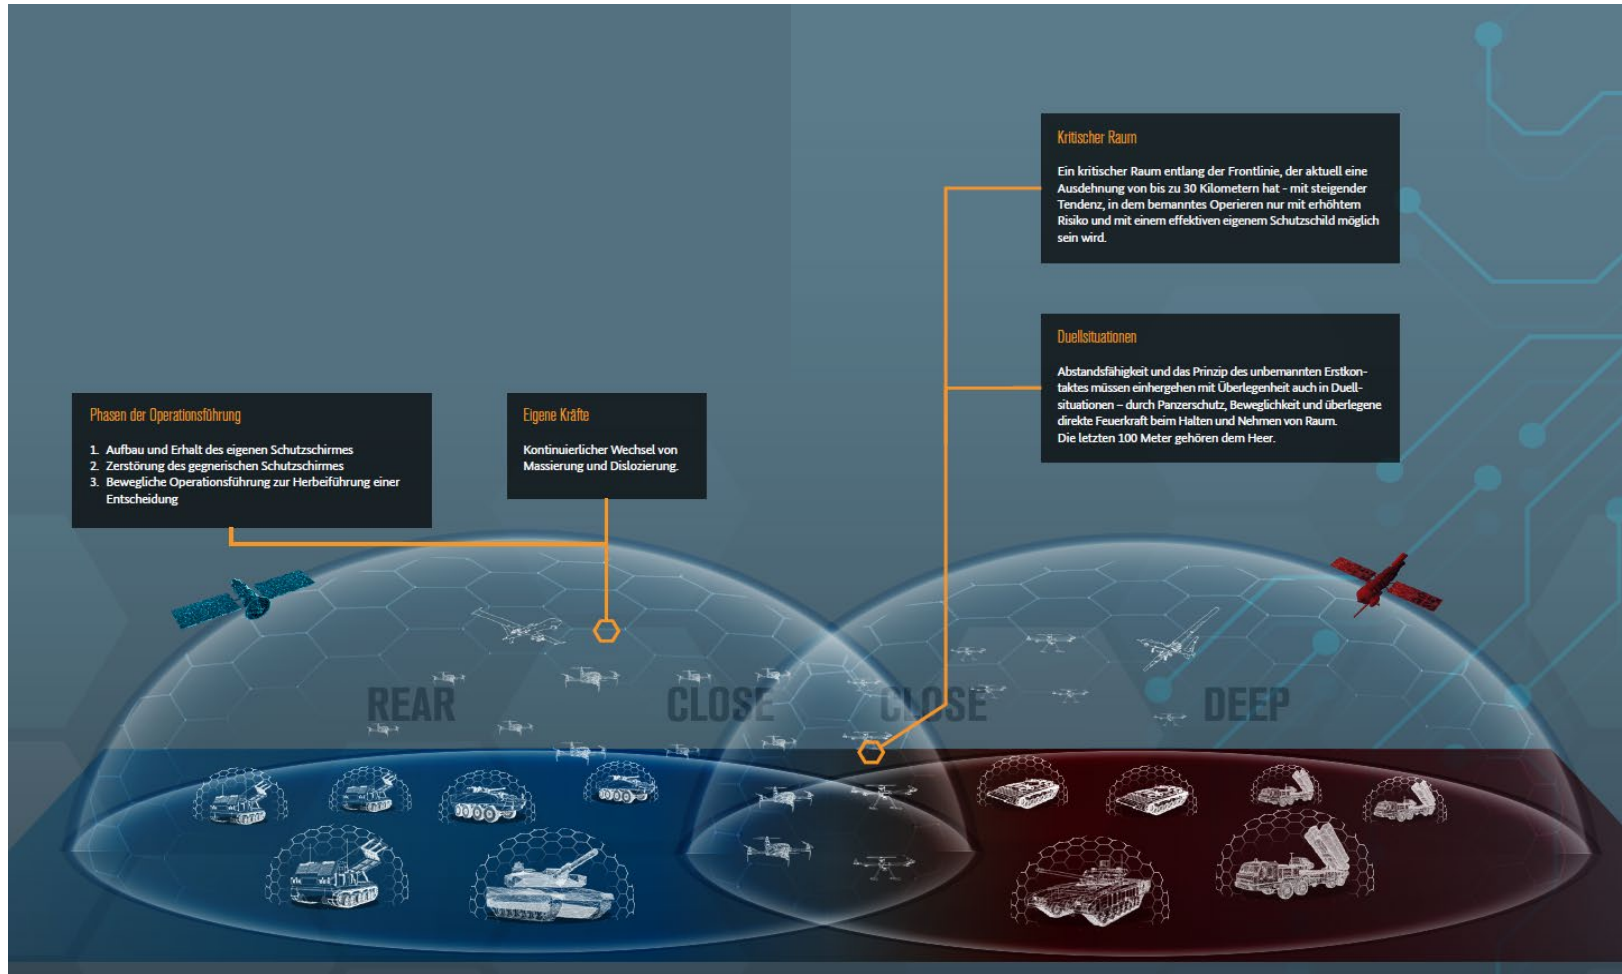 Kritischer Raum
Ein kritischer Raum entlang der Frontlinie, der aktuell eine
Ausdehnung von bis zu 30 Kilometern hat - mit steigender
Tendenz, in dem bemanntes Operieren nur mit erhöhtem
Risiko und mit einem effektiven eigenem Schutzschild möglich
sein wird.
Duellsituationen
Abstandsfähigkeit und das Prinzip des unbemannten Erstkon-
taktes müssen einhergehen mit Überlegenheit auch in Duell-
situationen – durch Panzerschutz, Beweglichkeit und überlegene
direkte Feuerkraft beim Halten und Nehmen von Raum.
Die letzten 100 Meter gehören dem Heer.
Phasen der Operationsführung
1. Aufbau und Erhalt des eigenen Schutzschirmes
2. Zerstörung des gegnerischen Schutzschirmes
3. Bewegliche Operationsführung zur Herbeiführung einer
Entscheidung
Eigene Kräfte
Kontinuierlicher Wechsel von
Massierung und Dislozierung.
REAR
CLOSE
CLOSE
DEEP